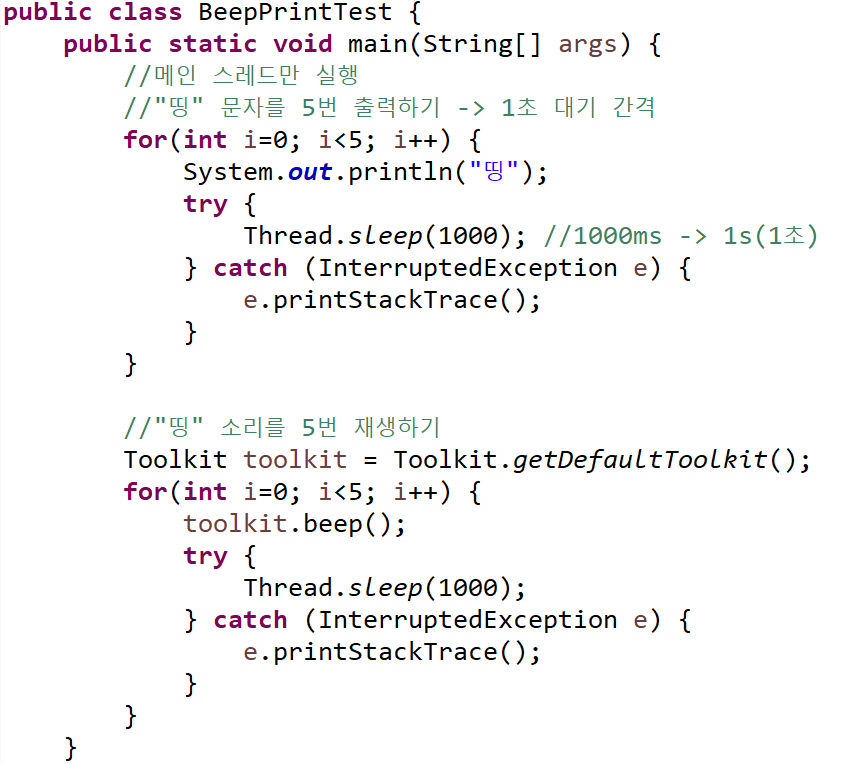 public class BeepPrintTest {
    public static void main(String[] args) {
        //메인 스레드만 실행
        //"띵" 문자를 5번 출력하기 -> 1초 대기 간격
        for(int i=0; i<5; i++) {
            System.out.println("띵");
            try {
                Thread.sleep(1000); //1000ms -> 1s(1초)
            } catch (InterruptedException e) {
                e.printStackTrace();
            }
        }

        //"띵" 소리를 5번 재생하기
        Toolkit toolkit = Toolkit.getDefaultToolkit();
        for(int i=0; i<5; i++) {
            toolkit.beep();
            try {
                Thread.sleep(1000);
            } catch (InterruptedException e) {
                e.printStackTrace();
            }
        }
    }